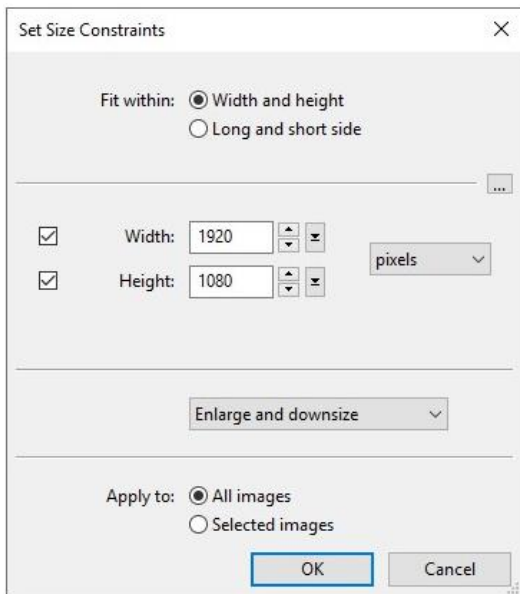 Set Size Constraints
Fit within: Width and height
Long and short side
...
Width: 1920
pixels
Height: 1080
Enlarge and downsize
Apply to: All images
Selected images
OK Cancel